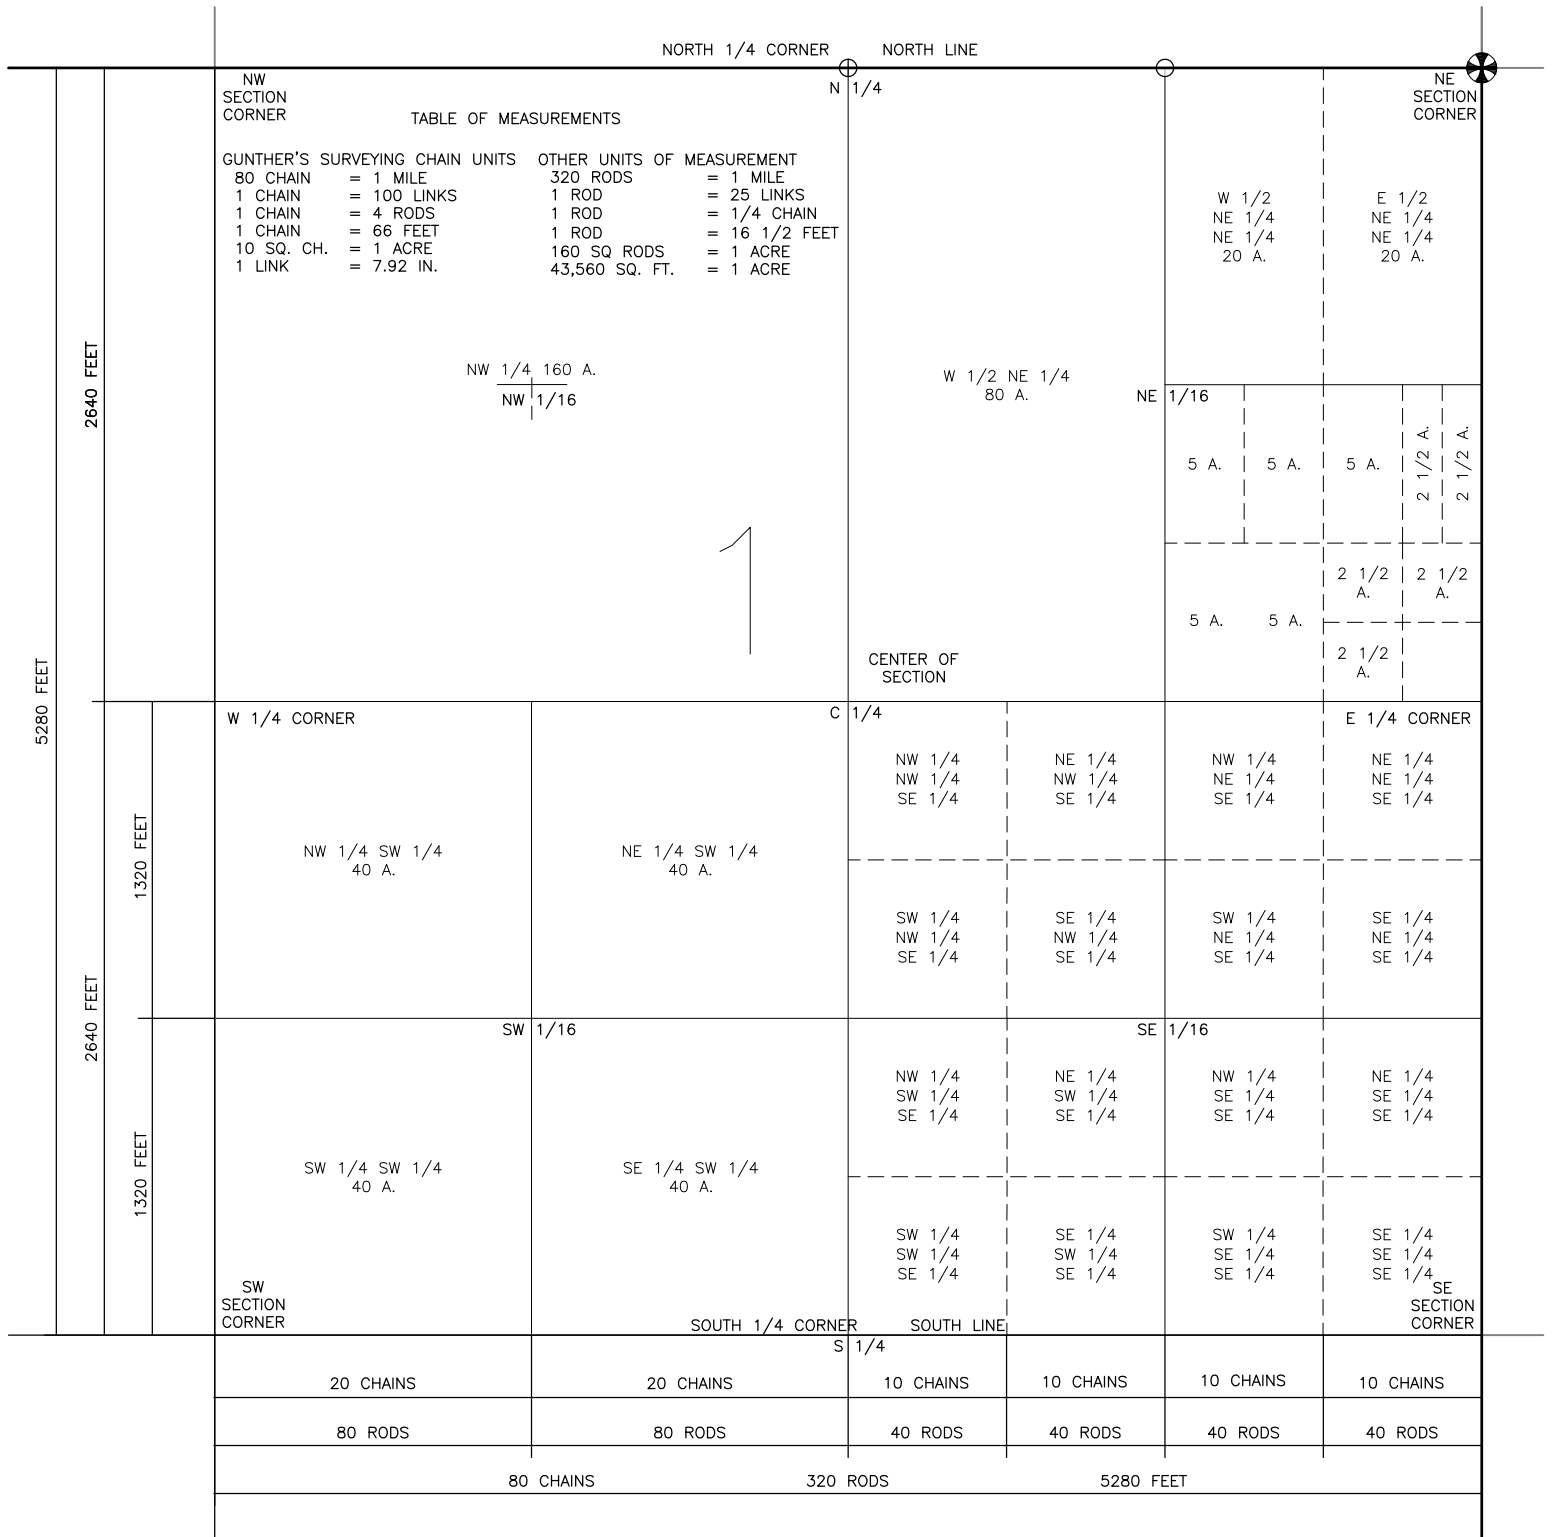 NORTH 1/4 CORNER NORTH LINE
NW
SECTION
CORNER
N 1/4
NE
SECTION
CORNER
TABLE OF MEASUREMENTS
GUNTHER'S SURVEYING CHAIN UNITS OTHER UNITS OF MEASUREMENT
80 CHAIN = 1 MILE 320 RODS = 1 MILE
1 CHAIN = 100 LINKS 1 ROD = 25 LINKS
1 CHAIN = 4 RODS 1 ROD = 1/4 CHAIN
1 CHAIN = 66 FEET 1 ROD = 16 1/2 FEET
10 SQ. CH. = 1 ACRE 160 SQ RODS = 1 ACRE
1 LINK = 7.92 IN. 43,560 SQ. FT. = 1 ACRE
W 1/2
NE 1/4
NE 1/4
20 A.
E 1/2
NE 1/4
NE 1/4
20 A.
2640 FEET
NW 1/4 160 A.
NW 1/16
W 1/2 NE 1/4
80 A.
NE 1/16
5 A. 5 A. 5 A.
2 1/2 A.
2 1/2 A.
1
2 1/2
A.
2 1/2
A.
5 A. 5 A.
2 1/2
A.
CENTER OF
SECTION
5280 FEET
W 1/4 CORNER
C 1/4
E 1/4 CORNER
NW 1/4
NW 1/4
SE 1/4
NE 1/4
NW 1/4
SE 1/4
NW 1/4
NE 1/4
SE 1/4
NE 1/4
NE 1/4
SE 1/4
1320 FEET
NW 1/4 SW 1/4
40 A.
NE 1/4 SW 1/4
40 A.
SW 1/4
NW 1/4
SE 1/4
SE 1/4
NW 1/4
SE 1/4
SW 1/4
NE 1/4
SE 1/4
SE 1/4
NE 1/4
SE 1/4
2640 FEET
SW 1/16
SE 1/16
NW 1/4
SW 1/4
SE 1/4
NE 1/4
SW 1/4
SE 1/4
NW 1/4
SE 1/4
SE 1/4
NE 1/4
SE 1/4
SE 1/4
1320 FEET
SW 1/4 SW 1/4
40 A.
SE 1/4 SW 1/4
40 A.
SW 1/4
SW 1/4
SE 1/4
SE 1/4
SW 1/4
SE 1/4
SW 1/4
SE 1/4
SE 1/4
SE 1/4
SE 1/4
SE 1/4
SW
SECTION
CORNER
SE
SECTION
CORNER
SOUTH 1/4 CORNER SOUTH LINE
S 1/4
20 CHAINS 20 CHAINS 10 CHAINS 10 CHAINS 10 CHAINS 10 CHAINS
80 RODS 80 RODS 40 RODS 40 RODS 40 RODS 40 RODS
80 CHAINS 320 RODS 5280 FEET